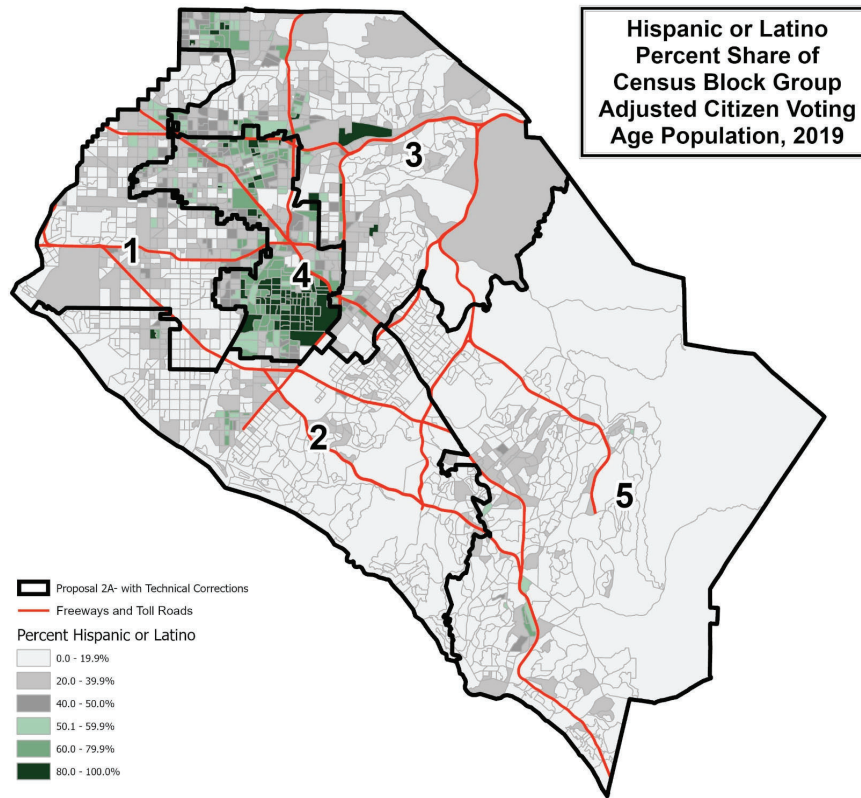 Hispanic or Latino
Percent Share of
Census Block Group
Adjusted Citizen Voting
Age Population, 2019
3
1
4
2
5
Proposal 2A- with Technical Corrections
Freeways and Toll Roads
Percent Hispanic or Latino
0.0 - 19.9%
20.0 - 39.9%
40.0 - 50.0%
50.1 - 59.9%
60.0 - 79.9%
80.0 - 100.0%